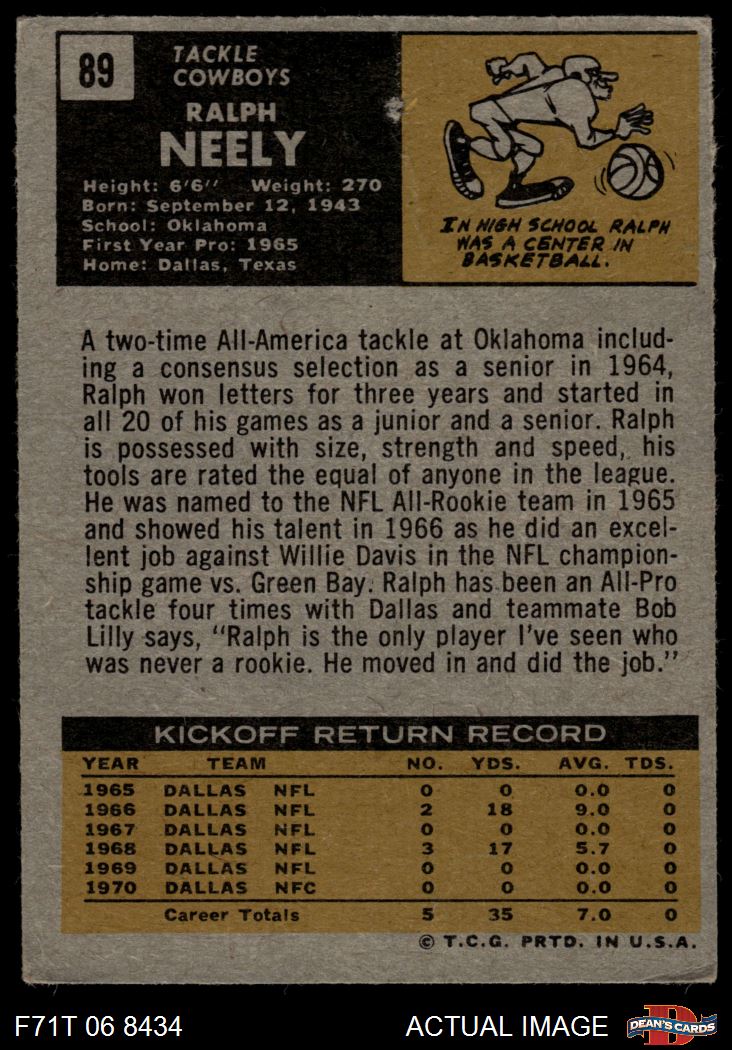 89
TACKLE
COWBOYS
RALPH
NEELY
Height: 6'6" Weight: 270
Born: September 12, 1943
School: Oklahoma
First Year Pro: 1965
Home: Dallas, Texas
IN HIGH SCHOOL RALPH
WAS A CENTER IN
BASKETBALL.
A two-time All-America tackle at Oklahoma includ-
ing a consensus selection as a senior in 1964,
Ralph won letters for three years and started in
all 20 of his games as a junior and a senior. Ralph
is possessed with size, strength and speed, his
tools are rated the equal of anyone in the league.
He was named to the NFL All-Rookie team in 1965
and showed his talent in 1966 as he did an excel-
lent job against Willie Davis in the NFL champion-
ship game vs. Green Bay. Ralph has been an All-Pro
tackle four times with Dallas and teammate Bob
Lilly says, "Ralph is the only player I've seen who
was never a rookie. He moved in and did the job."
KICKOFF RETURN RECORD
YEAR TEAM NO. YDS. AVG. TDS.
1965 DALLAS NFL 0 0 0.0 0
1966 DALLAS NFL 2 18 9.0 0
1967 DALLAS NFL 0 0 0.0 0
1968 DALLAS NFL 3 17 5.7 0
1969 DALLAS NFL 0 0 0.0 0
1970 DALLAS NFC 0 0 0.0 0
Career Totals 5 35 7.0 0
© T.C.G. PRTD. IN U.S.A.
F71T 06 8434 ACTUAL IMAGE
D
DEAN'S CARDS